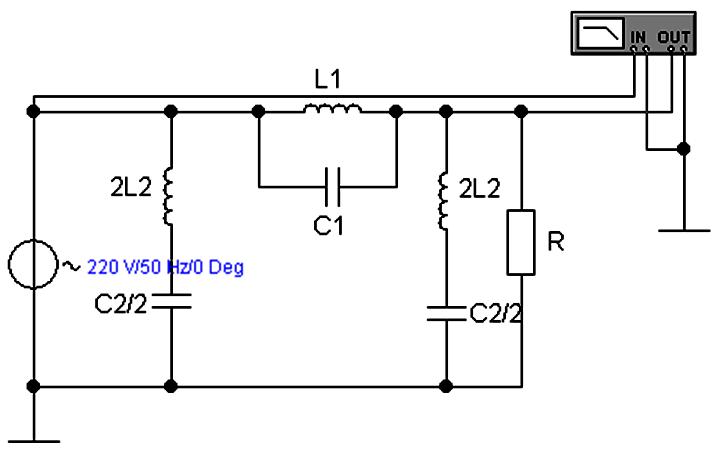 IN OUT
L1
2L2
2L2
C1
R
220 V/50 Hz/0 Deg
C2/2
C2/2